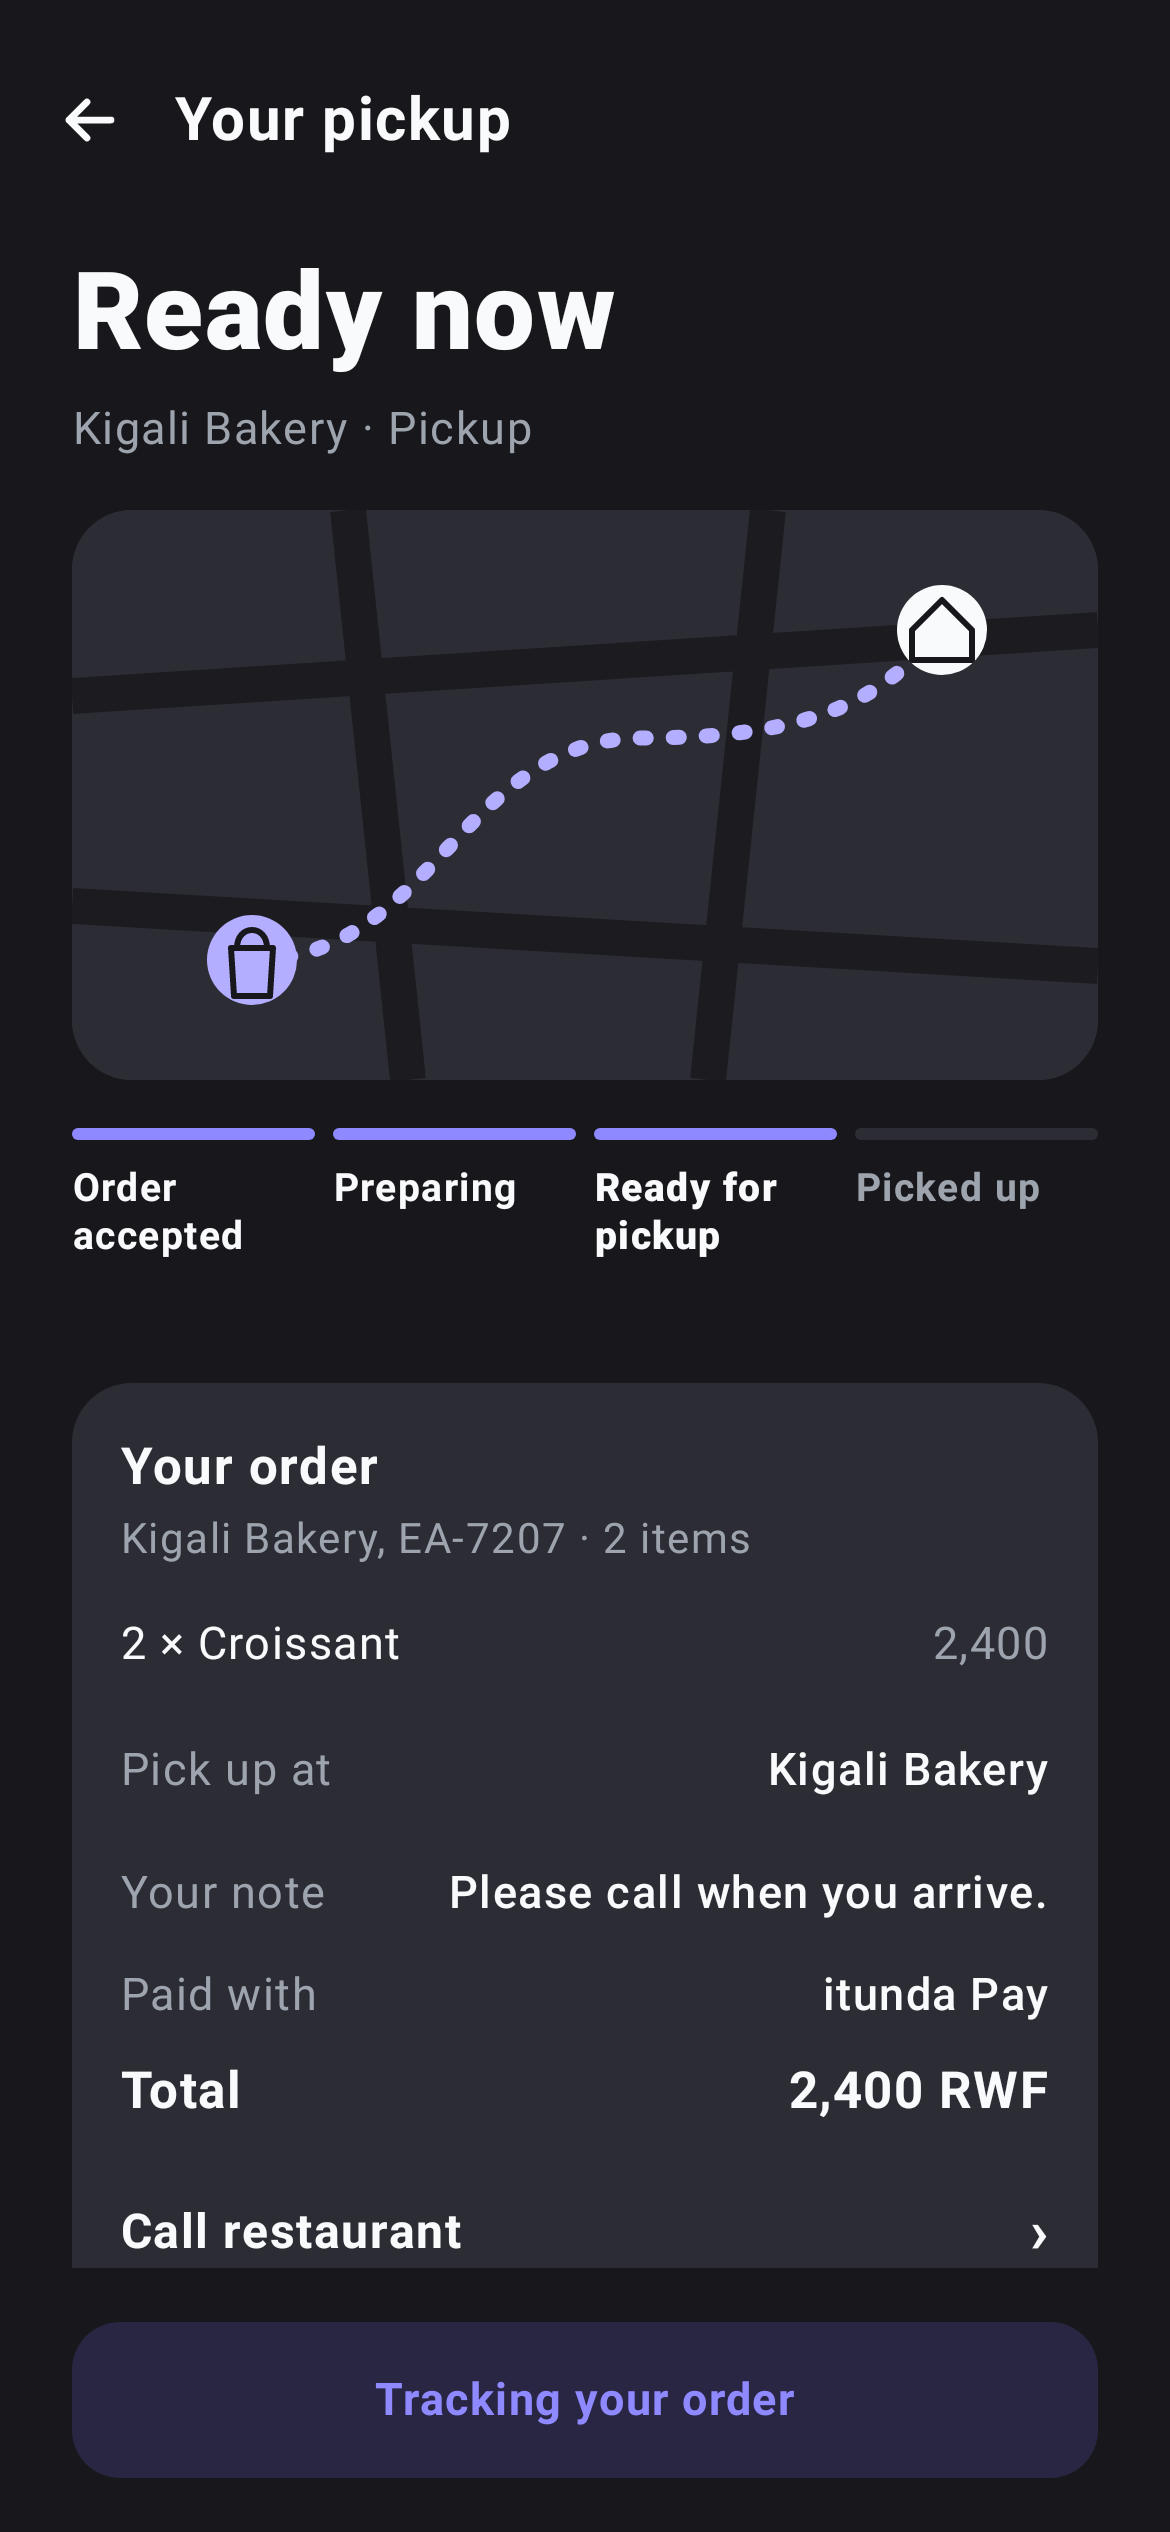 Your pickup
Ready now
Kigali Bakery · Pickup
Order accepted
Preparing
Ready for pickup
Picked up
Your order
Kigali Bakery, EA-7207 · 2 items
2 × Croissant 2,400
Pick up at Kigali Bakery
Your note Please call when you arrive.
Paid with itunda Pay
Total 2,400 RWF
Call restaurant ›
Tracking your order